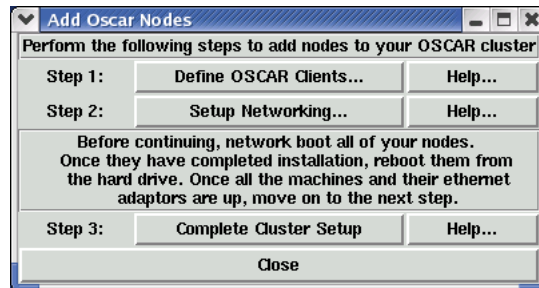 Add Oscar Nodes
Perform the following steps to add nodes to your OSCAR cluster
Step 1: Define OSCAR Clients... Help...
Step 2: Setup Networking... Help...
Before continuing, network boot all of your nodes.
Once they have completed installation, reboot them from
the hard drive. Once all the machines and their ethernet
adaptors are up, move on to the next step.
Step 3: Complete Cluster Setup Help...
Close